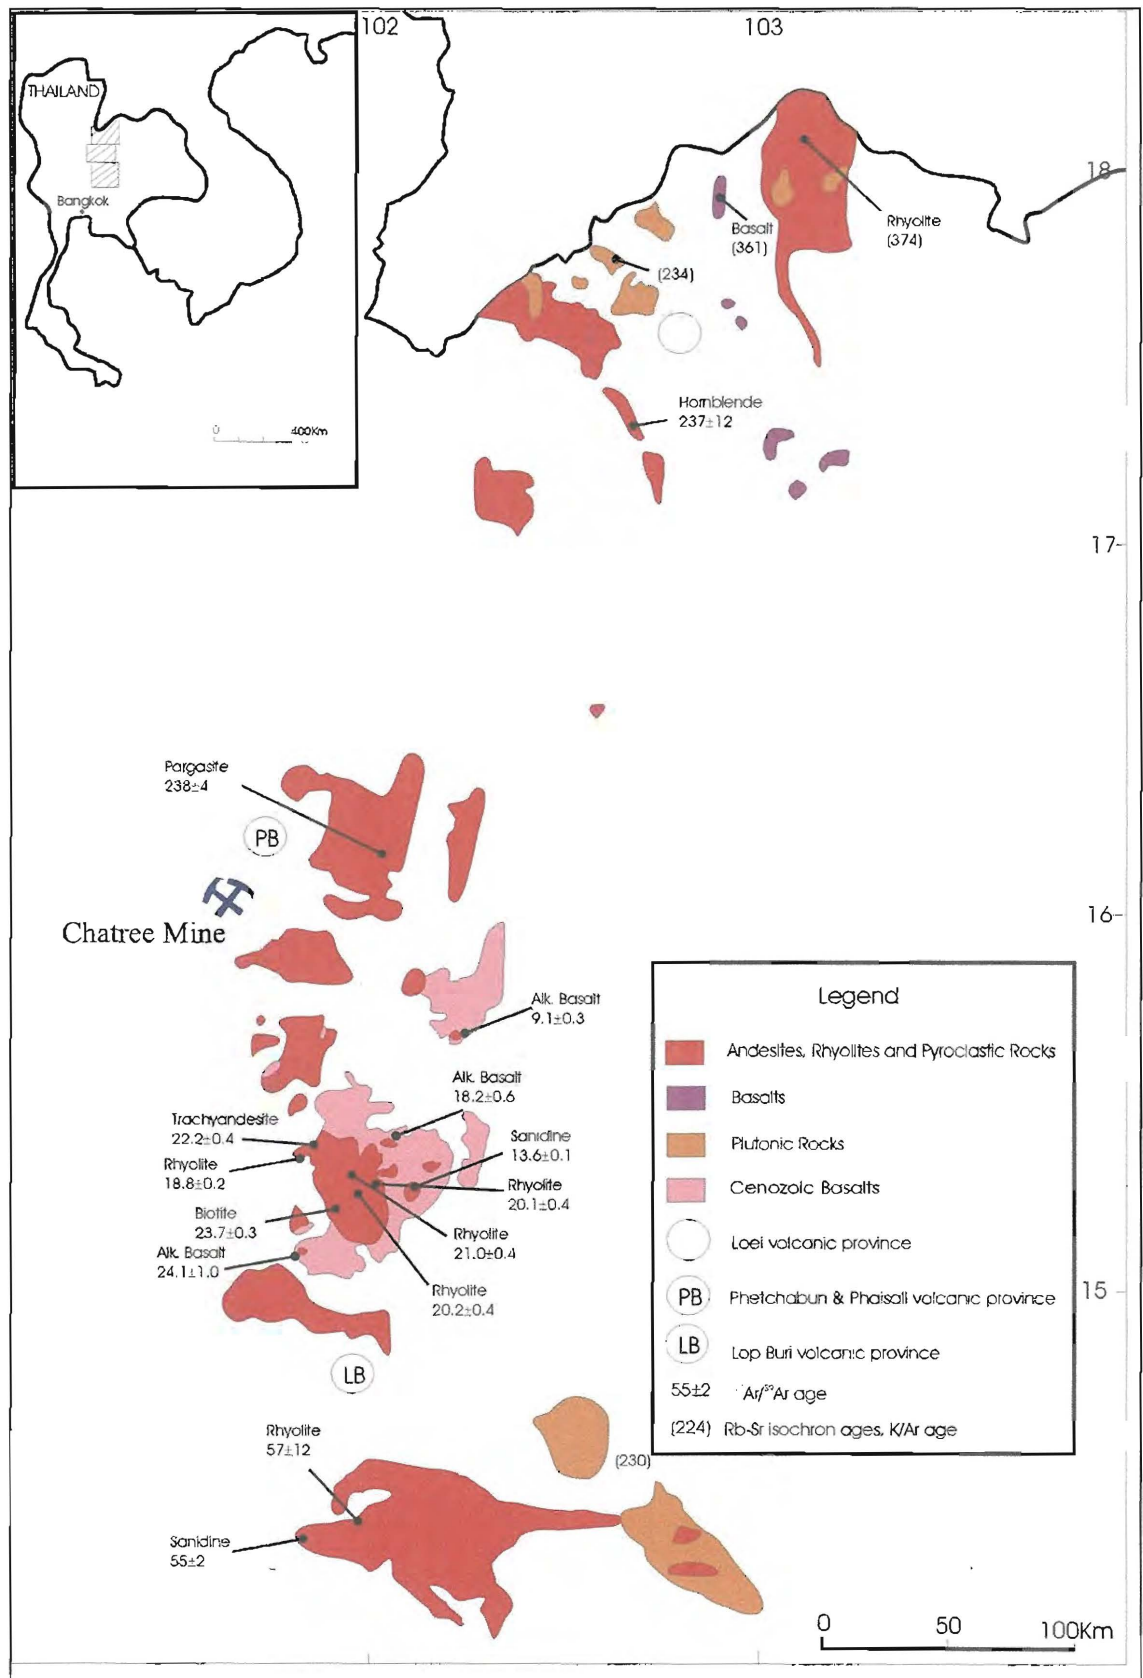 102
103
THAILAND
Bangkok
0 400Km
18
Rhyolite
(374)
Basalt
(361)
(234)
Hornblende
237±12
17
Pargasite
238±4
PB
16
Chatree Mine
Alk. Basalt
9.1±0.3
Alk. Basalt
18.2±0.6
Trachyandesite
22.2±0.4
Sanidine
13.6±0.1
Rhyolite
18.8±0.2
Rhyolite
20.1±0.4
Biotite
23.7±0.3
Rhyolite
21.0±0.4
Alk. Basalt
24.1±1.0
Rhyolite
20.2±0.4
15
LB
Legend
Andesites, Rhyolites and Pyroclastic Rocks
Basalts
Plutonic Rocks
Cenozoic Basalts
Loei volcanic province
PB Phetchabun & Phaisali volcanic province
LB Lop Buri volcanic province
55±2 Ar/³⁹Ar age
(224) Rb-Sr isochron ages, K/Ar age
Rhyolite
57±12
(230)
Sanidine
55±2
0 50 100Km